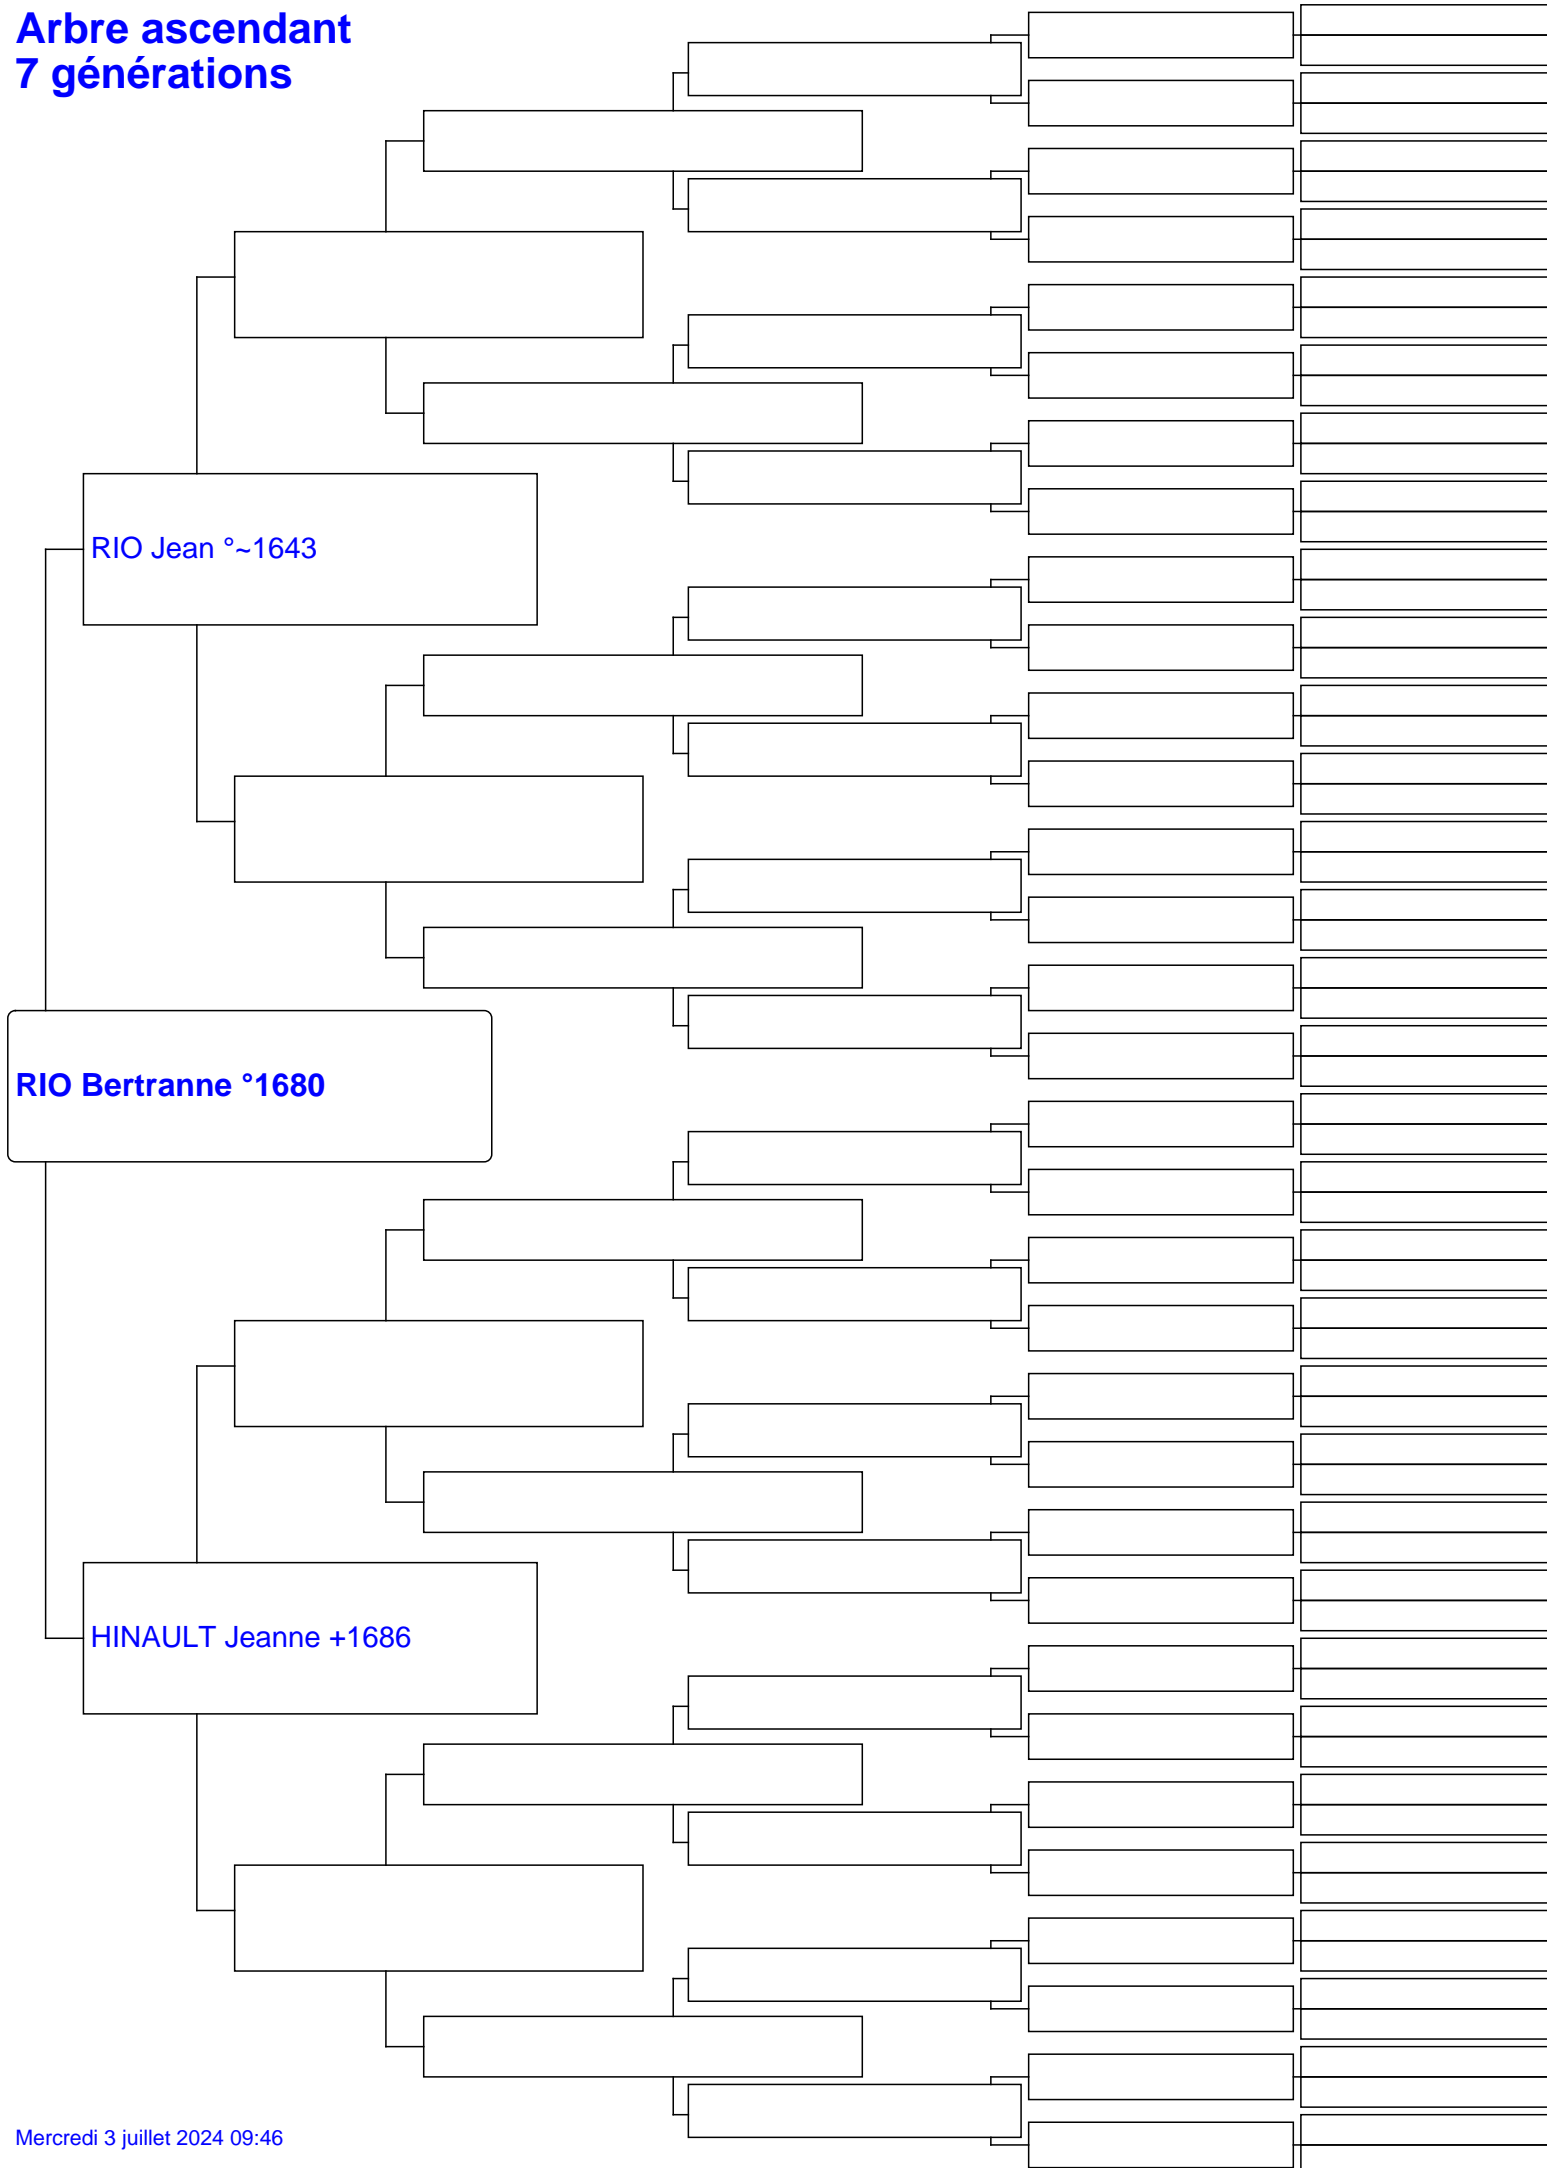 Arbre ascendant
7 générations
RIO Jean °~1643
RIO Bertranne °1680
HINAULT Jeanne +1686
Mercredi 3 juillet 2024 09:46